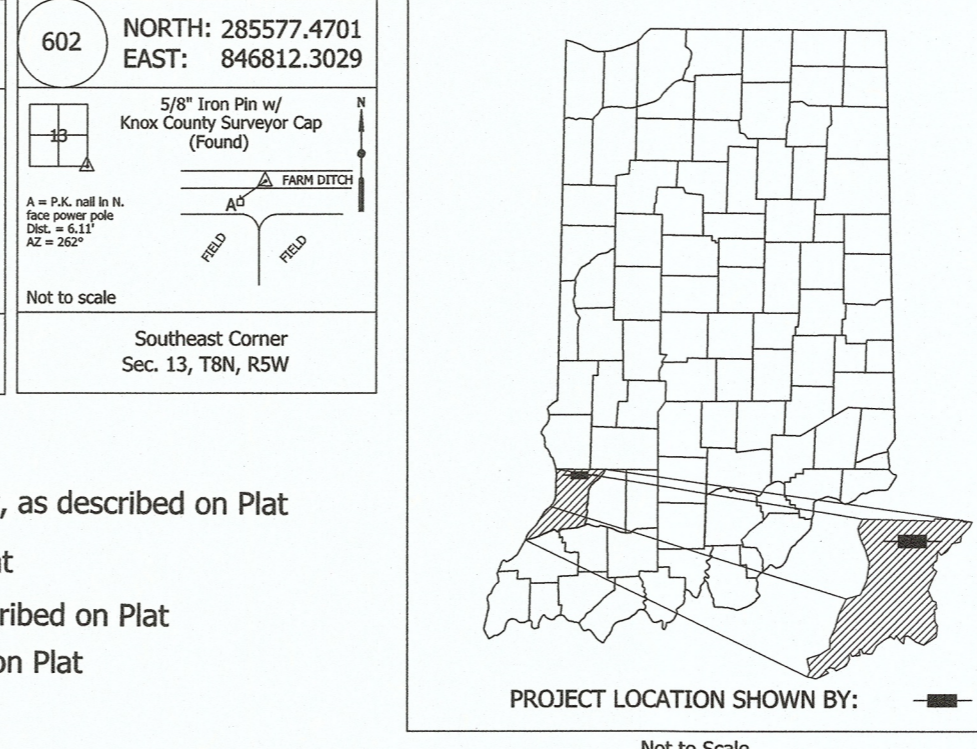 602
NORTH: 285577.4701
EAST: 846812.3029
13
5/8" Iron Pin w/
Knox County Surveyor Cap
(Found)
N
FARM DITCH
A
A = P.K. nail in N.
face power pole
Dist. = 6.11'
AZ = 262°
FIELD
FIELD
Not to scale
Southeast Corner
Sec. 13, T8N, R5W
, as described on Plat
at
ribed on Plat
on Plat
PROJECT LOCATION SHOWN BY:
Not to Scale